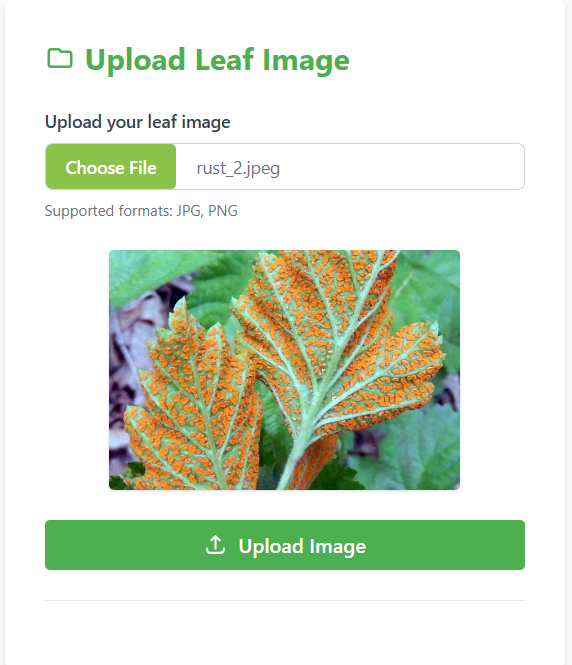 Upload Leaf Image
Upload your leaf image
Choose File rust_2.jpeg
Supported formats: JPG, PNG
Upload Image